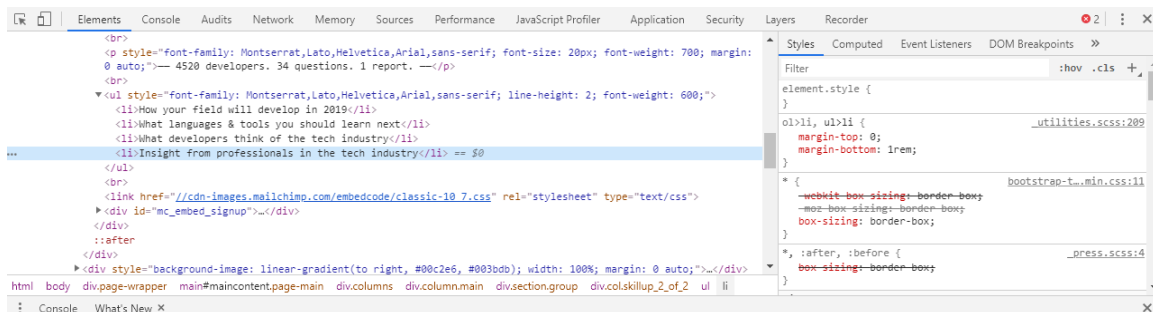 Elements Console Audits Network Memory Sources Performance JavaScript Profiler Application Security Layers Recorder 2
<br>
<p style="font-family: Montserrat,Lato,Helvetica,Arial,sans-serif; font-size: 20px; font-weight: 700; margin:
0 auto;">—— 4520 developers. 34 questions. 1 report. ——</p>
<br>
▼<ul style="font-family: Montserrat,Lato,Helvetica,Arial,sans-serif; line-height: 2; font-weight: 600;">
<li>How your field will develop in 2019</li>
<li>What languages & tools you should learn next</li>
<li>What developers think of the tech industry</li>
... <li>Insight from professionals in the tech industry</li> == $0
</ul>
<br>
<link href="//cdn-images.mailchimp.com/embedcode/classic-10_7.css" rel="stylesheet" type="text/css">
▶<div id="mc_embed_signup">…</div>
</div>
::after
</div>
▶<div style="background-image: linear-gradient(to right, #00c2e6, #003bdb); width: 100%; margin: 0 auto;">…</div>
html body div.page-wrapper main#maincontent.page-main div.columns div.column.main div.section.group div.col.skillup_2_of_2 ul li
Styles Computed Event Listeners DOM Breakpoints »
Filter :hov .cls +
element.style {
}
ol>li, ul>li { _utilities.scss:209
margin-top: 0;
margin-bottom: 1rem;
}
* { bootstrap-t….min.css:11
-webkit-box-sizing: border-box;
-moz-box-sizing: border-box;
box-sizing: border-box;
}
*, :after, :before { _press.scss:4
box-sizing: border-box;
}
Console What's New ×